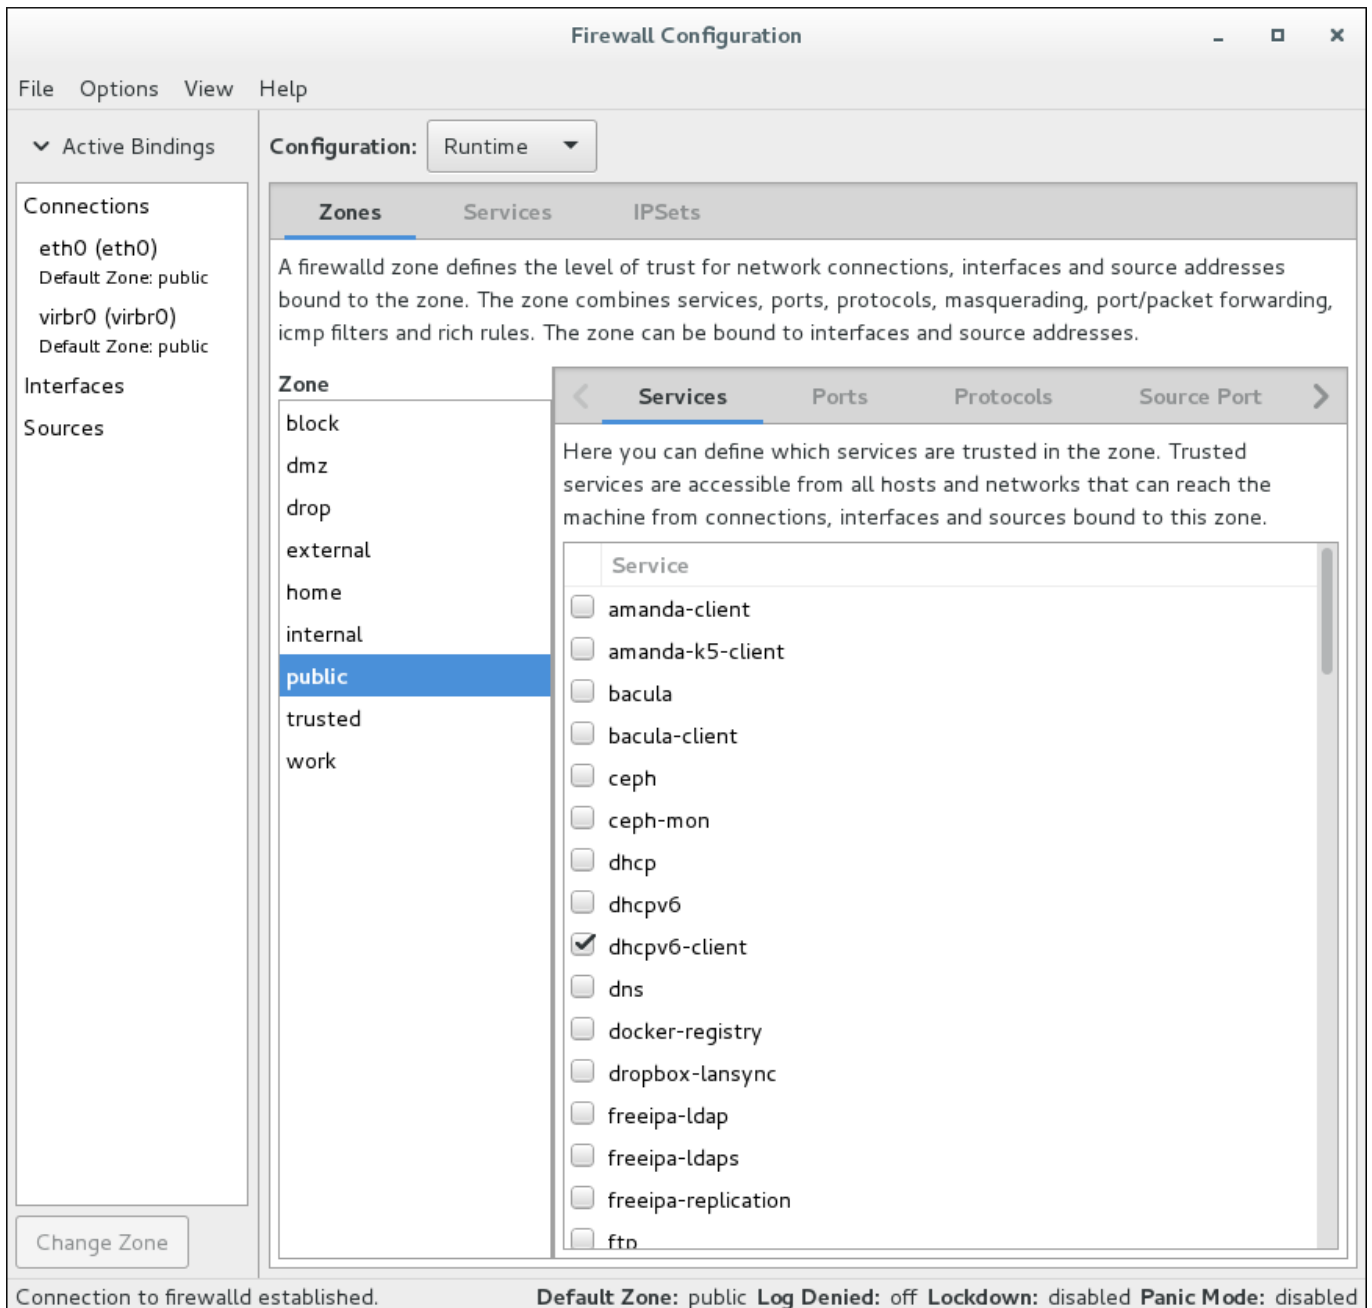 Firewall Configuration
File Options View Help
Active Bindings
Configuration: Runtime
Connections
eth0 (eth0)
Default Zone: public
virbr0 (virbr0)
Default Zone: public
Interfaces
Sources
Change Zone
Zones Services IPSets
A firewalld zone defines the level of trust for network connections, interfaces and source addresses
bound to the zone. The zone combines services, ports, protocols, masquerading, port/packet forwarding,
icmp filters and rich rules. The zone can be bound to interfaces and source addresses.
Zone
block
dmz
drop
external
home
internal
public
trusted
work
Services Ports Protocols Source Port
Here you can define which services are trusted in the zone. Trusted
services are accessible from all hosts and networks that can reach the
machine from connections, interfaces and sources bound to this zone.
Service
amanda-client
amanda-k5-client
bacula
bacula-client
ceph
ceph-mon
dhcp
dhcpv6
dhcpv6-client
dns
docker-registry
dropbox-lansync
freeipa-ldap
freeipa-ldaps
freeipa-replication
ftp
Connection to firewalld established.
Default Zone: public Log Denied: off Lockdown: disabled Panic Mode: disabled